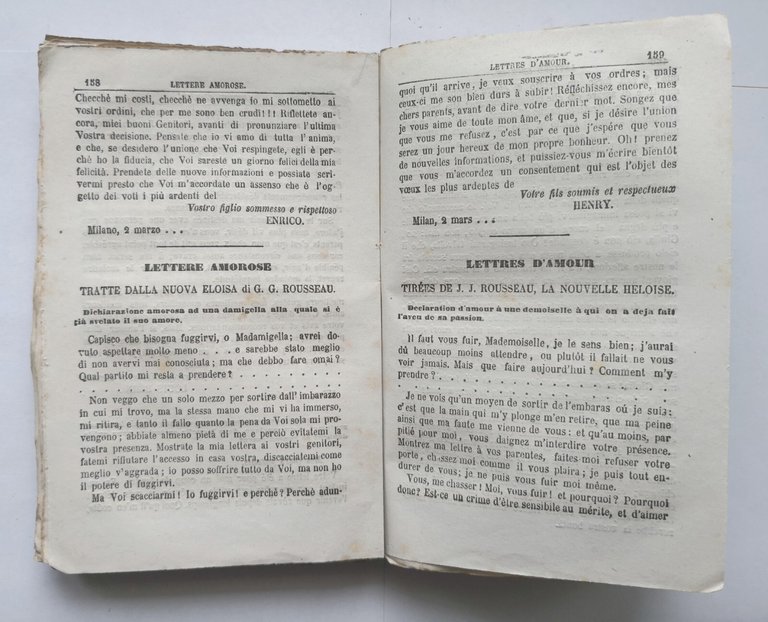 158
LETTERE AMOROSE.
Checchè mi costi, checchè ne avvenga io mi sottometto ai
vostri ordini, che per me sono ben crudi!!! Riflettete an-
cora, miei buoni Genitori, avanti di pronunziare l'ultima
Vostra decisione. Pensate che io vi amo di tutta l'anima,
e che, se desidero l'unione che Voi respingete, egli è per-
chè ho la fiducia, che Voi sareste un giorno felici della mia
felicità. Prendete delle nuove informazioni e possiate scri-
vermi presto che Voi m'accordate un assenso che è l'og-
getto dei voti i più ardenti del
Vostro figlio sommesso e rispettoso
ENRICO.
Milano, 2 marzo . . .
LETTERE AMOROSE
TRATTE DALLA NUOVA ELOISA di G. G. ROUSSEAU.
Dichiarazione amorosa ad una damigella alla quale si è
già svelato il suo amore.
Capisco che bisogna fuggirvi, o Madamigella; avrei do-
vuto aspettare molto meno . . . . e sarebbe stato meglio
di non avervi mai conosciuta; ma che debbo fare omai?
Qual partito mi resta a prendere?
Non veggo che un solo mezzo per sortire dall'imbarazzo
in cui mi trovo, ma la stessa mano che mi vi ha immerso,
mi ritira, e tanto il fallo quanto la pena da Voi sola mi pro-
vengono; abbiate almeno pietà di me e perciò evitatemi la
vostra presenza. Mostrate la mia lettera ai vostri genitori,
fatemi rifiutare l'accesso in casa vostra, discacciatemi come
meglio v'aggrada; io posso soffrire tutto da Voi, ma non ho
il potere di fuggirvi.
Ma Voi scacciarmi! Io fuggirvi! e perchè? Perchè adun-
LETTRES D'AMOUR.
159
quoi qu'il arrive, je veux souscrire à vos ordres; mais
ceux-ci me son bien durs à subir! Réfléchissez encore, mes
chers parents, avant de dire votre dernier mot. Songez que
je vous aime de toute mon âme, et que, si je désire l'union
que vous me refusez, c'est par ce que j'espére que vous
serez un jour hereux de mon propre bonheur. Oh! prenez
de nouvelles informations, et puissiez-vous m'écrire bientôt
que vous m'accordez un consentement qui est l'objet des
vœux les plus ardentes de
Votre fils soumis et respectueux
HENRY.
Milan, 2 mars . . .
LETTRES D'AMOUR
TIRÉES DE J. J. ROUSSEAU, LA NOUVELLE HELOISE.
Declaration d'amour à une demoiselle à qui on a deja fait
l'aveu de sa passion.
Il faut vous fuir, Mademoiselle, je le sens bien; j'aurai
dû beaucoup moins attendre, ou plutôt il fallait ne vous
voir jamais. Mais que faire aujourd'hui? Comment m'y
prendre?
Je ne vois qu'un moyen de sortir de l'embaras oú je suis:
c'est que la main qui m'y plonge m'en retire, que ma peine
ainsi que ma faute me vienne de vous: et qu'au moins, par
pitié pour moi, vous daignez m'interdire votre présence.
Montrez ma lettre à vos parentes, faites-moi refuser votre
porte, chassez-moi comme il vous plaira; je puis tout en-
durer de vous; je ne puis vous fuir moi même.
Vous, me chasser! Moi, vous fuir! et pourquoi? Pourquoi
donc? Est-ce un crime d'être sensibile au mérite, et d'aimer